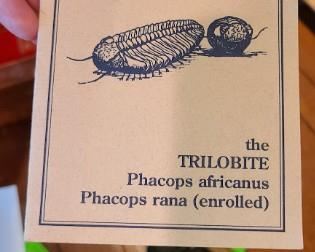 the
TRILOBITE
Phacops africanus
Phacops rana (enrolled)